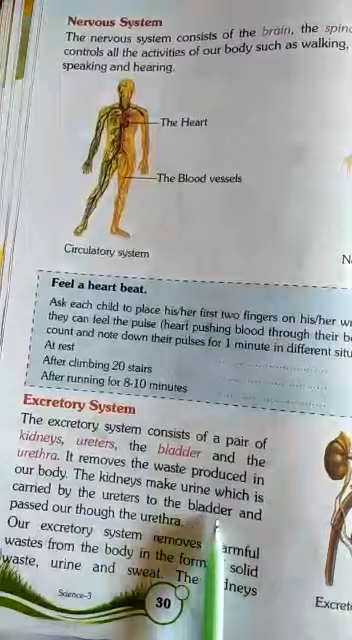 Nervous System
The nervous system consists of the brain, the
controls all the activities of our body such as walking,
speaking and hearing.
The Heart
The Blood vessels
Circulatory system
Feel a heart beat.
Ask each child to place his/her first two fingers on his/her
they can feel the pulse (heart pushing blood through their
count and note down their pulses for 1 minute in different
At rest
After climbing 20 stairs
After running for 8-10 minutes
Excretory System
The excretory system consists of a pair of
kidneys, ureters, the bladder and the
urethra. It removes the waste produced in
our body. The kidneys make urine which is
carried by the ureters to the bladder and
passed our though the urethra.
Our excretory system removes
wastes from the body in the form solid
waste, urine and sweat. The
Science-3
30